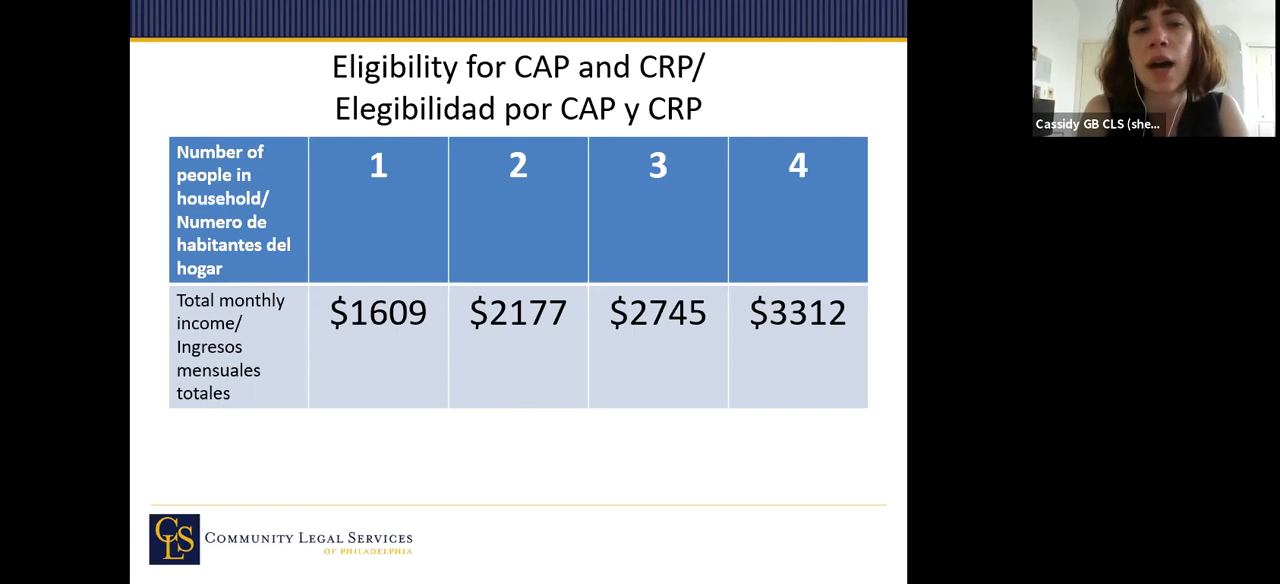 Eligibility for CAP and CRP/
Elegibilidad por CAP y CRP
Number of
people in
household/
Numero de
habitantes del
hogar
1
2
3
4
Total monthly
income/
Ingresos
mensuales
totales
$1609
$2177
$2745
$3312
CLS
COMMUNITY LEGAL SERVICES
OF PHILADELPHIA
Cassidy GB CLS (she...